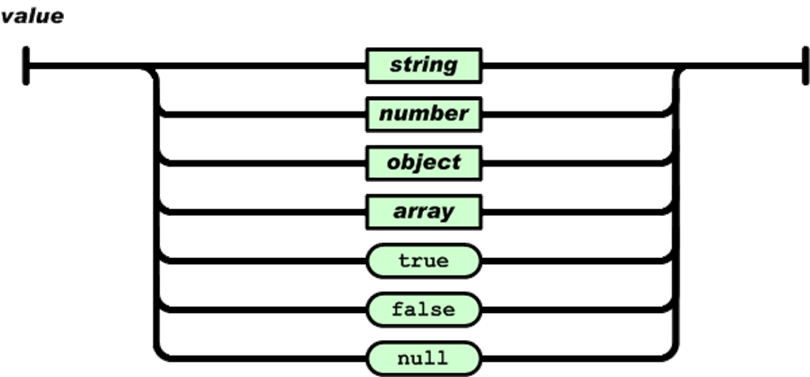 value
string
number
object
array
true
false
null